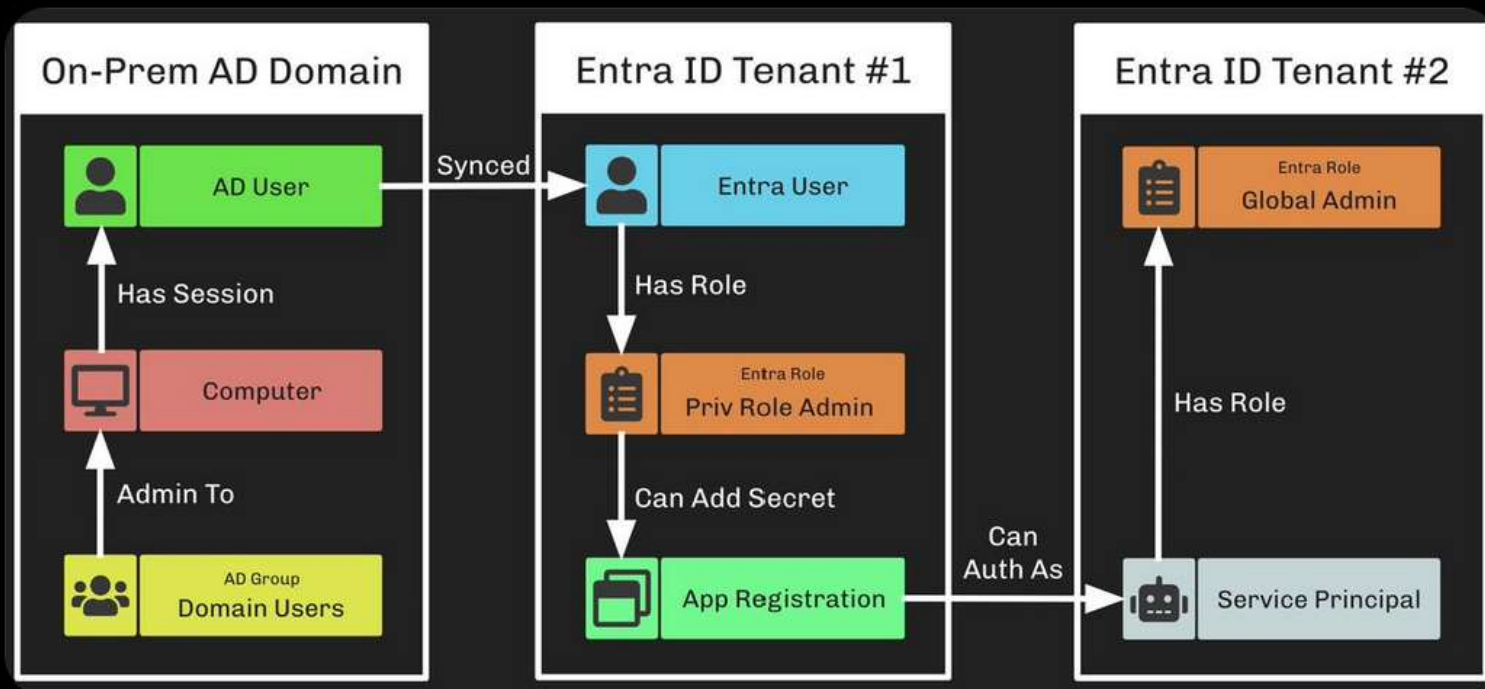 On-Prem AD Domain
AD User
Has Session
Computer
Admin To
AD Group
Domain Users
Synced
Entra ID Tenant #1
Entra User
Has Role
Entra Role
Priv Role Admin
Can Add Secret
App Registration
Can
Auth As
Entra ID Tenant #2
Entra Role
Global Admin
Has Role
Service Principal